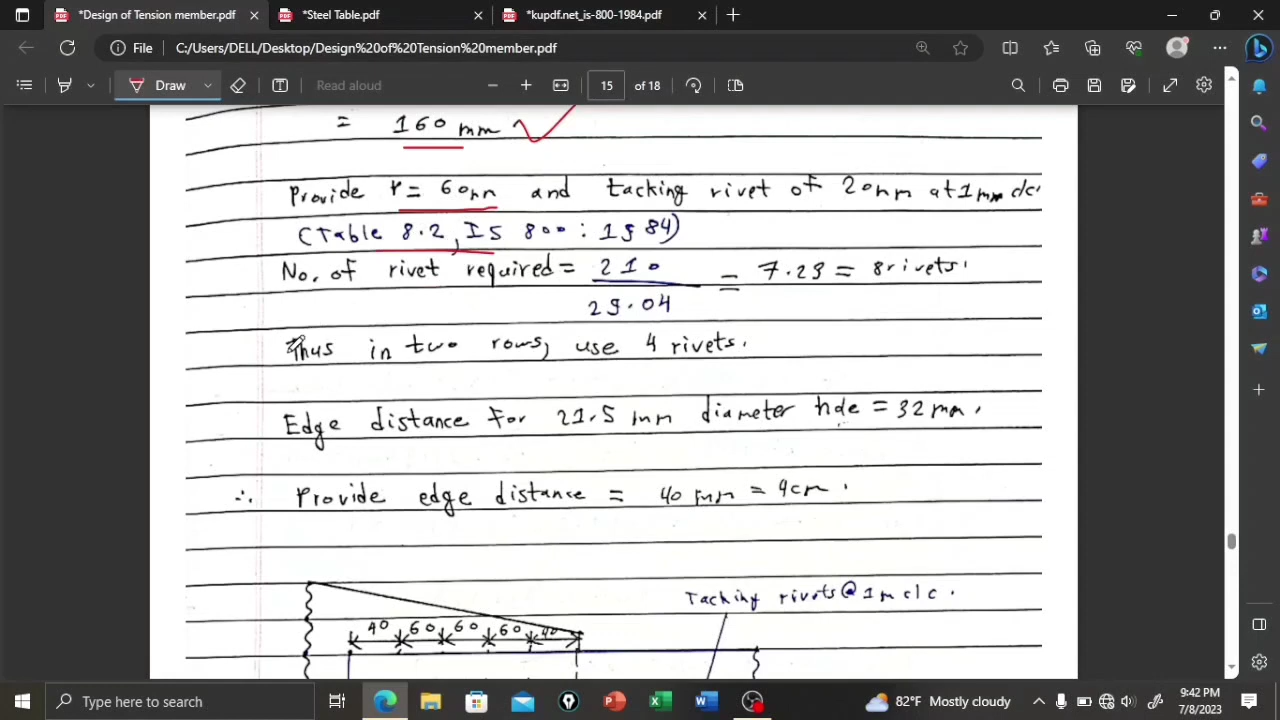 *Design of Tension member.pdf
*Steel Table.pdf
*kupdf.net_is-800-1984.pdf
File C:/Users/DELL/Desktop/Design%20of%20Tension%20member.pdf
Draw
Read aloud
15 of 18
= 160 mm
Provide P = 60mm and tacking rivet of 20mm at 1mm c/c.
(Table 8.2, IS 800 : 1984)
No. of rivet required = 210 / 29.04 = 7.23 = 8 rivets.
Thus in two rows, use 4 rivets.
Edge distance for 21.5 mm diameter hole = 32 mm.
∴ Provide edge distance = 40 mm = 4 cm.
Tacking rivets @ 1m c/c.
40 60 60 60 40
Type here to search
82°F Mostly cloudy
9:42 PM
7/8/2023